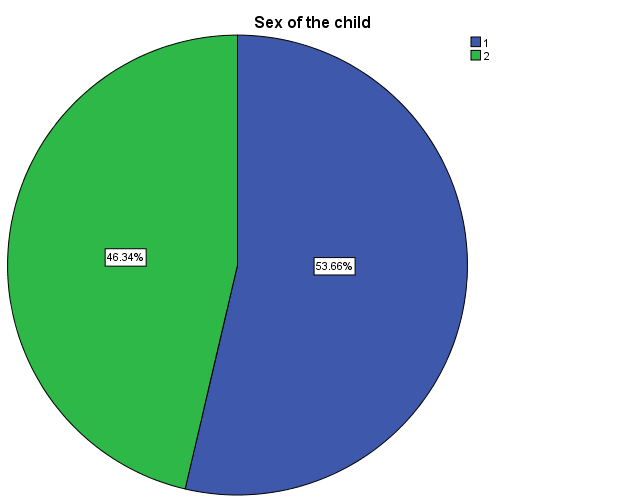 Sex of the child
1
2
46.34%
53.66%